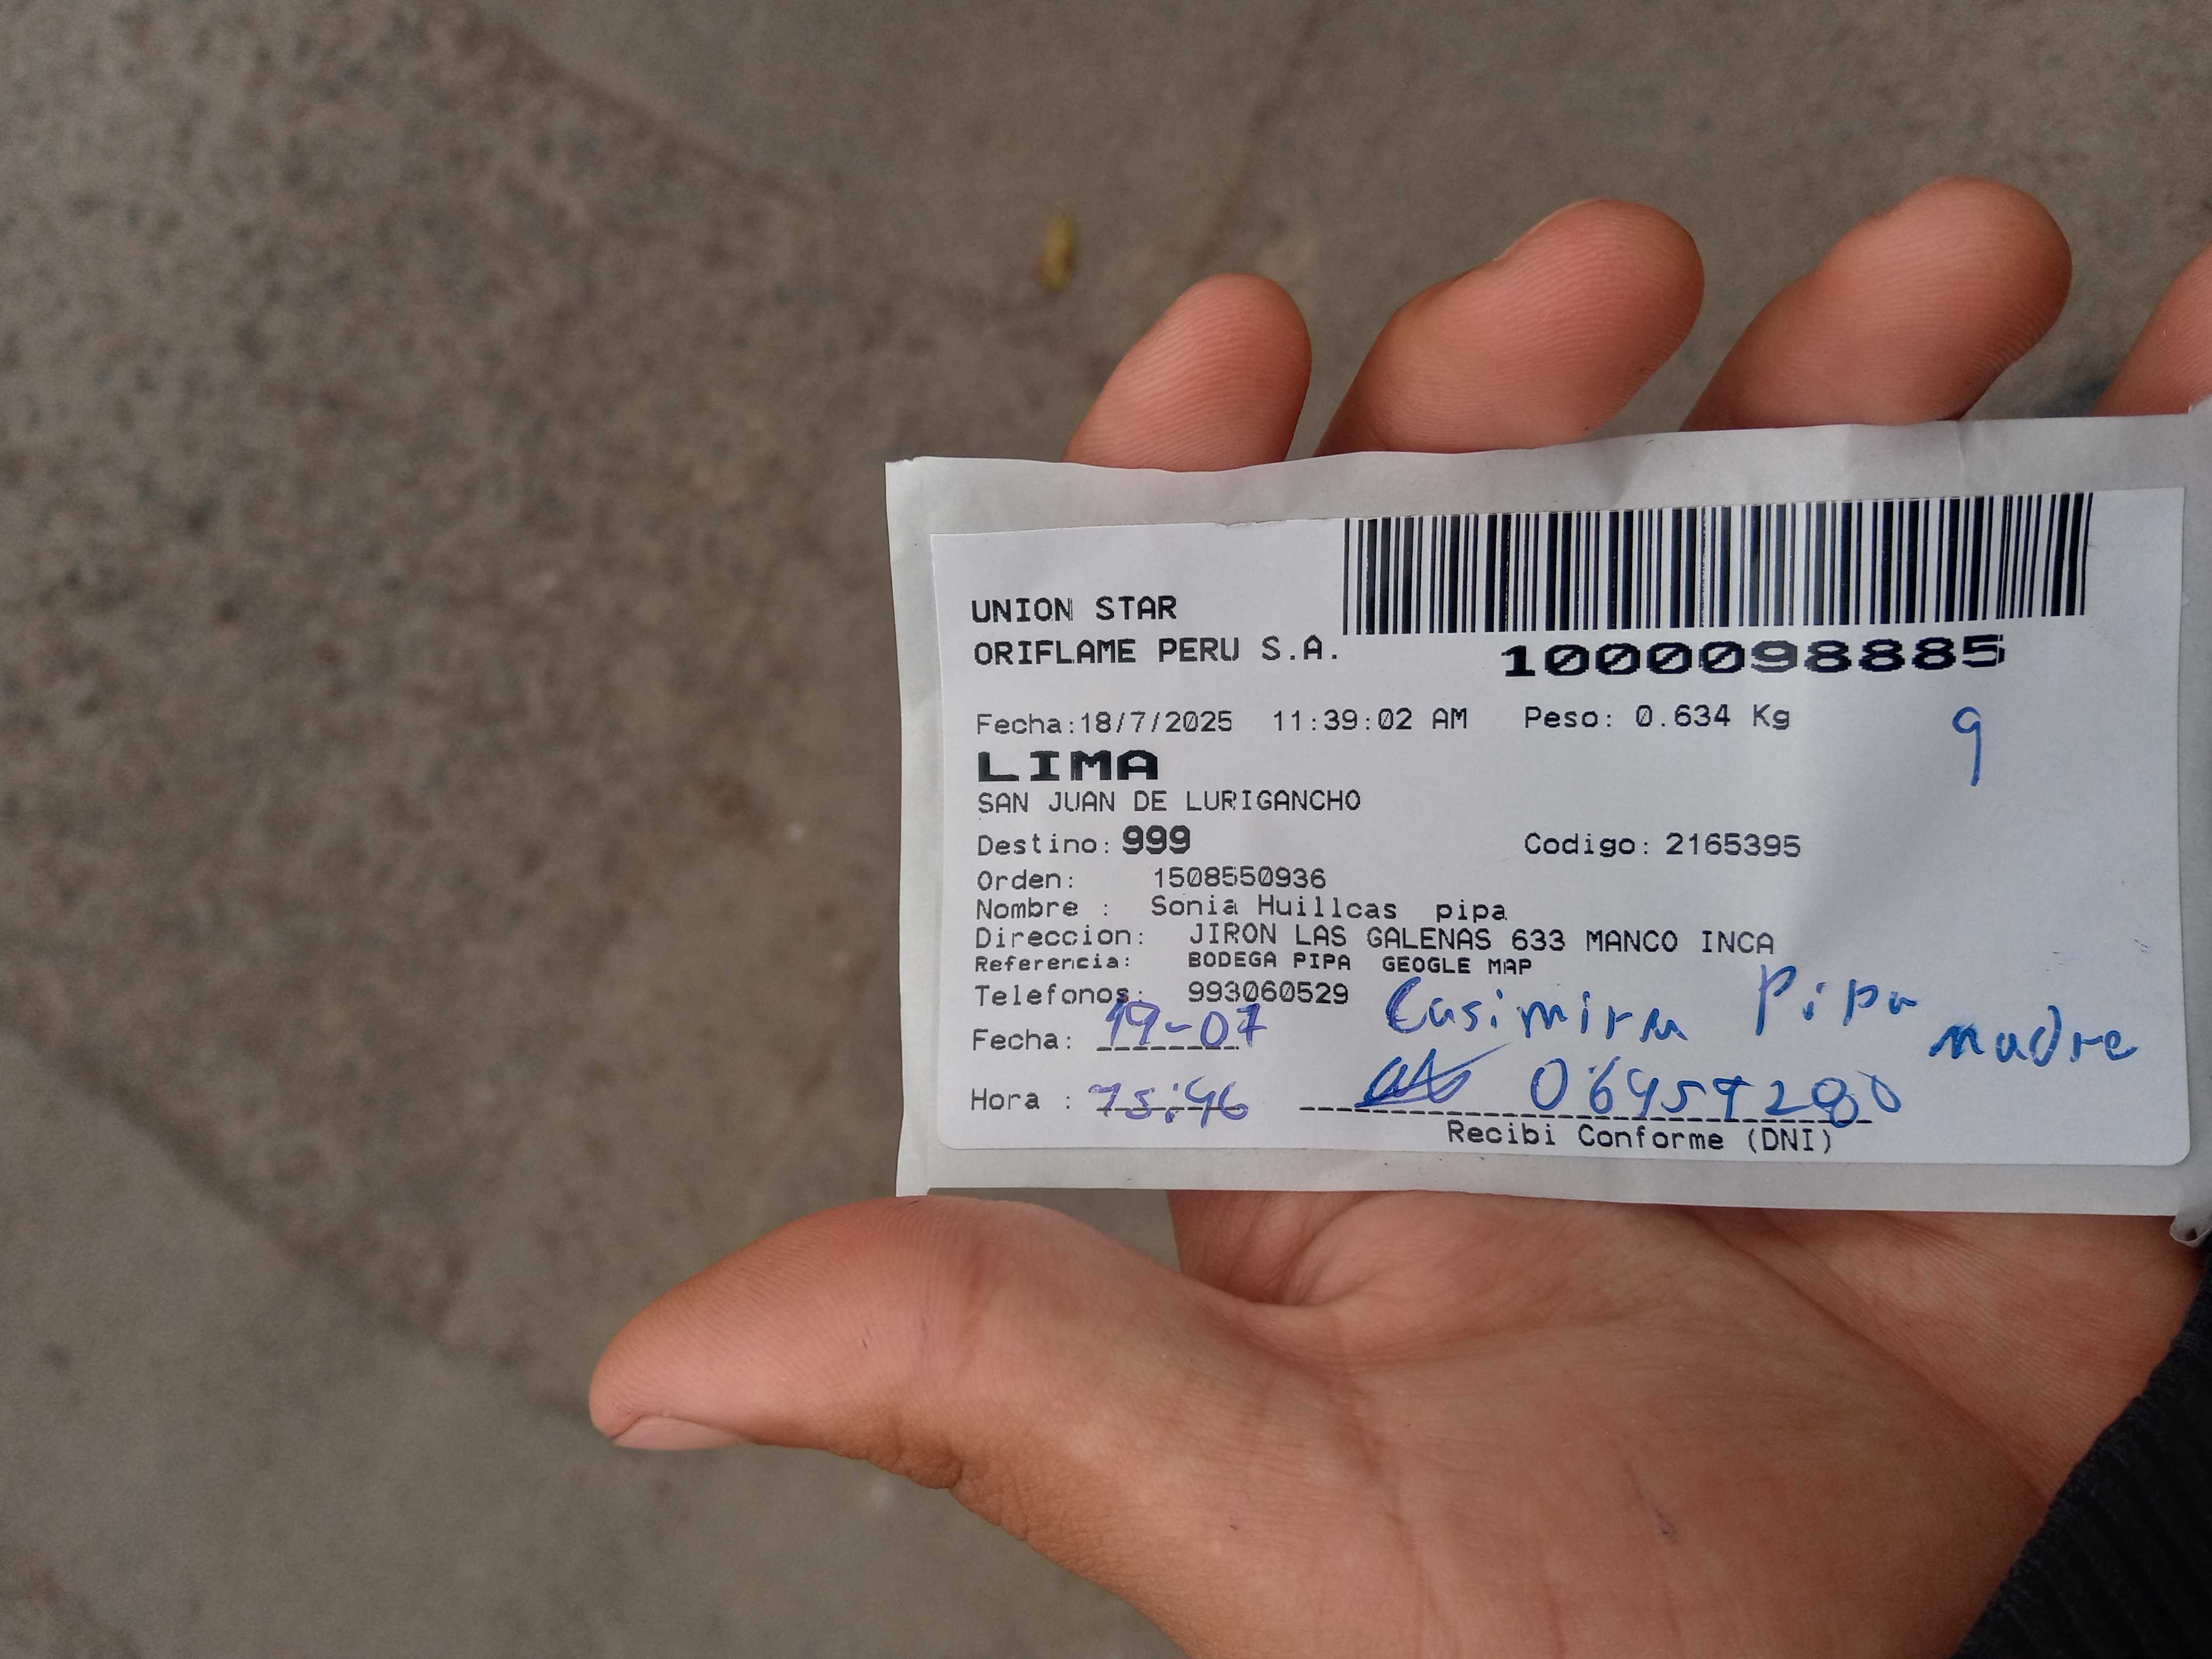 UNION STAR
ORIFLAME PERU S.A.
1000098885
Fecha:18/7/2025 11:39:02 AM Peso: 0.634 Kg
9
LIMA
SAN JUAN DE LURIGANCHO
Destino: 999 Codigo: 2165395
Orden: 1508550936
Nombre : Sonia Huillcas pipa
Direccion: JIRON LAS GALENAS 633 MANCO INCA
Referencia: BODEGA PIPA GEOGLE MAP
Telefonos: 993060529
Casimira Pipa
madre
Fecha: 19-07
Hora : 15:46
Recibi Conforme (DNI)